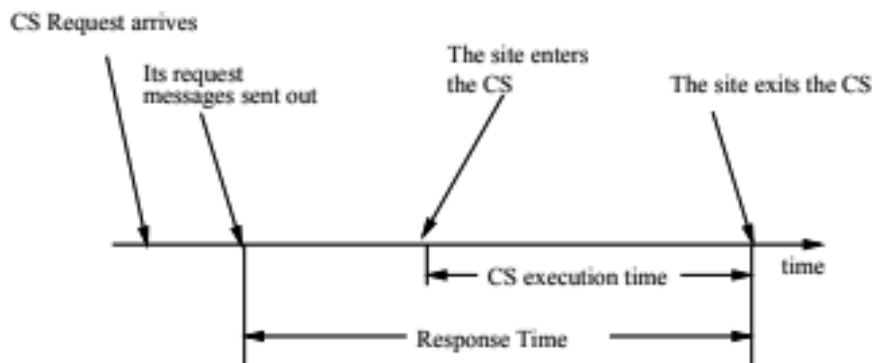 CS Request arrives
Its request
messages sent out
The site enters
the CS
The site exits the CS
time
CS execution time
Response Time